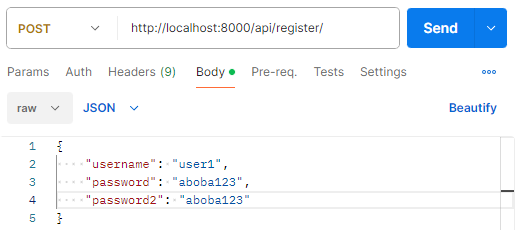 POST http://localhost:8000/api/register/ Send
Params Auth Headers (9) Body Pre-req. Tests Settings
raw JSON Beautify
1 {
2 "username": "user1",
3 "password": "aboba123",
4 "password2": "aboba123"
5 }